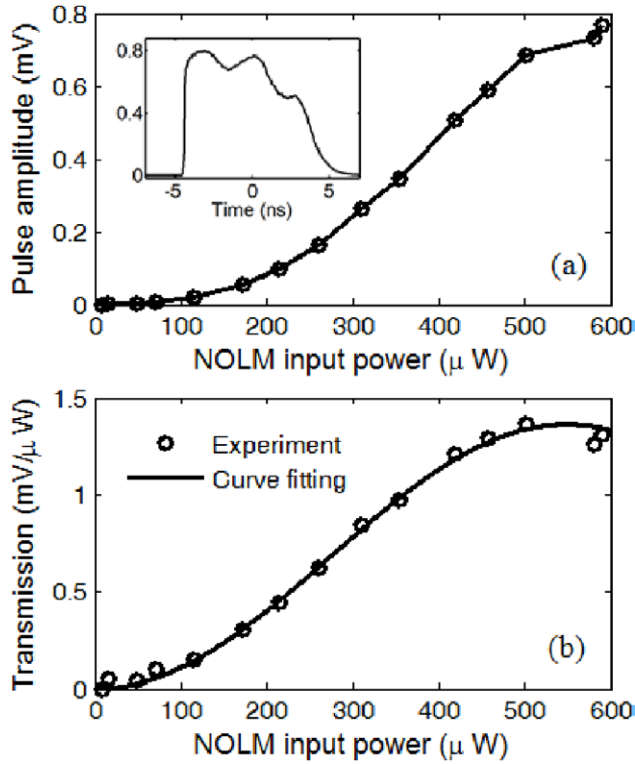 Pulse amplitude (mV)
0.8
0.6
0.4
0.2
0
0.8
0.4
0
-5 0 5
Time (ns)
(a)
0 100 200 300 400 500 600
NOLM input power (μ W)
Transmission (mV/μ W)
1.5
1
0.5
0
Experiment
Curve fitting
(b)
0 100 200 300 400 500 600
NOLM input power (μ W)